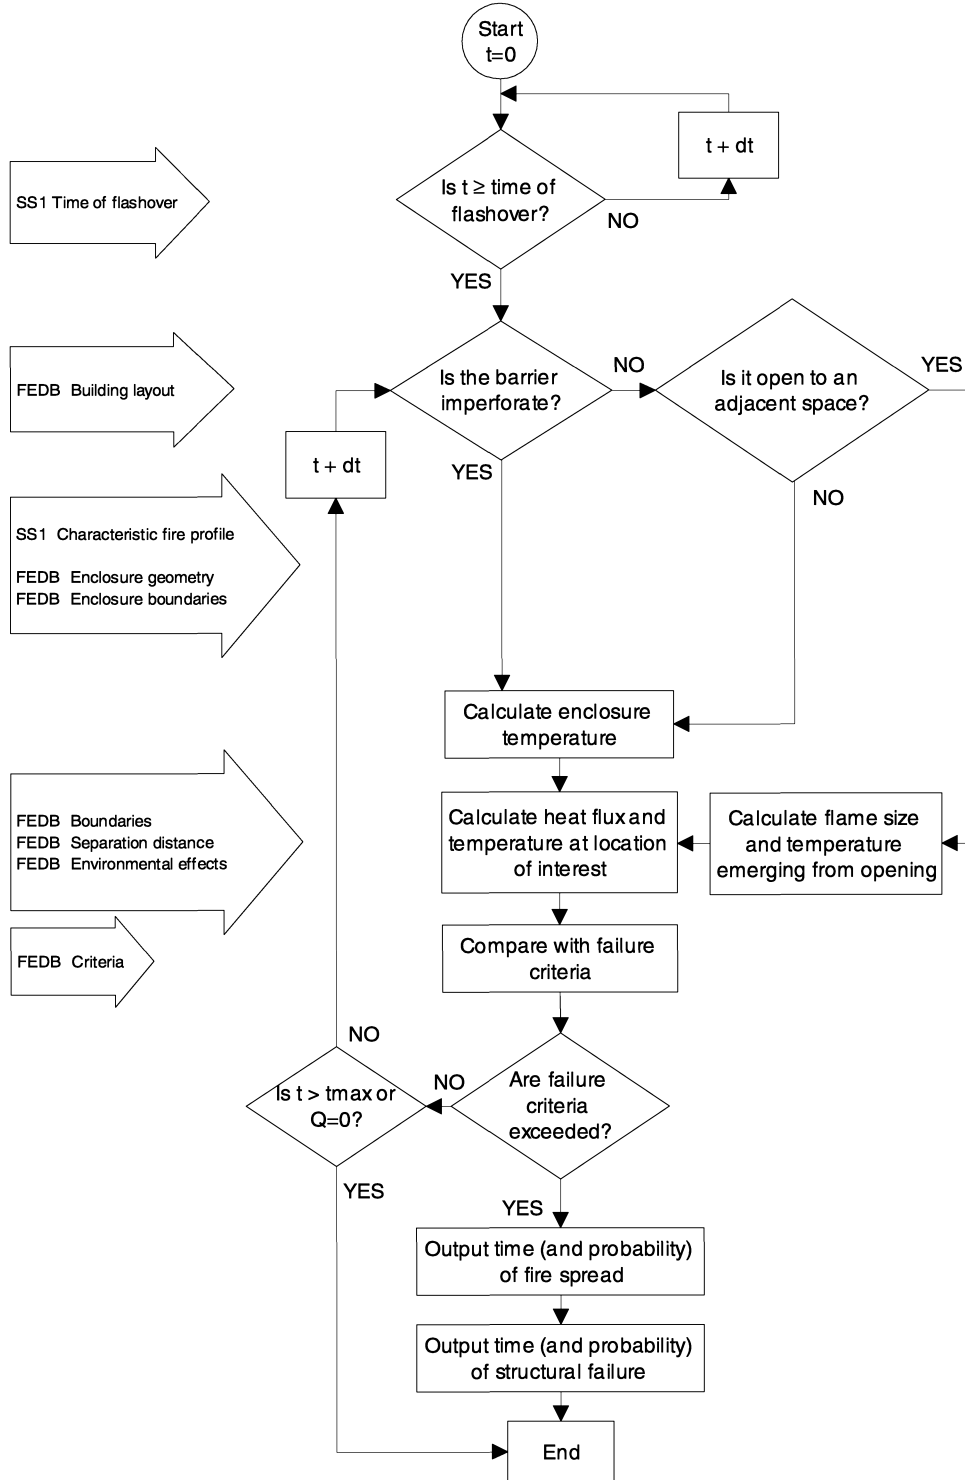 Start
t=0
t + dt
Is t ≥ time of
flashover?
NO
SS1 Time of flashover
YES
FEDB Building layout
Is the barrier
imperforate?
NO
Is it open to an
adjacent space?
YES
YES
NO
t + dt
SS1 Characteristic fire profile
FEDB Enclosure geometry
FEDB Enclosure boundaries
Calculate enclosure
temperature
FEDB Boundaries
FEDB Separation distance
FEDB Environmental effects
Calculate heat flux and
temperature at location
of interest
Calculate flame size
and temperature
emerging from opening
FEDB Criteria
Compare with failure
criteria
NO
Is t > tmax or
Q=0?
NO
Are failure
criteria
exceeded?
YES
YES
Output time (and probability)
of fire spread
Output time (and probability)
of structural failure
End